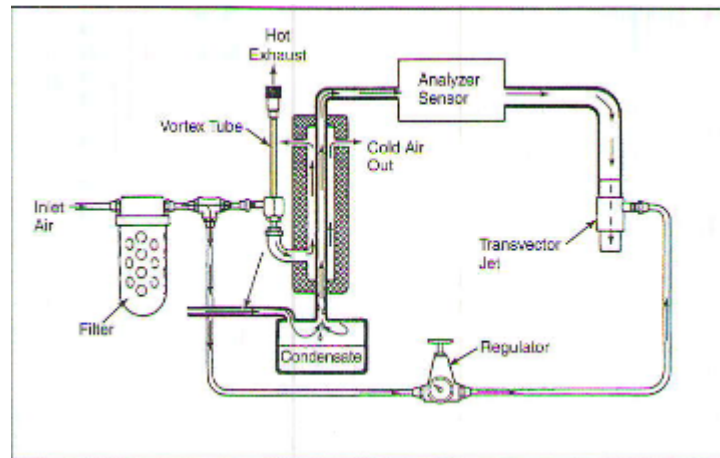 Hot
Exhaust
Analyzer
Sensor
Vortex Tube
Cold Air
Out
Inlet
Air
Transvector
Jet
Filter
Regulator
Condensate